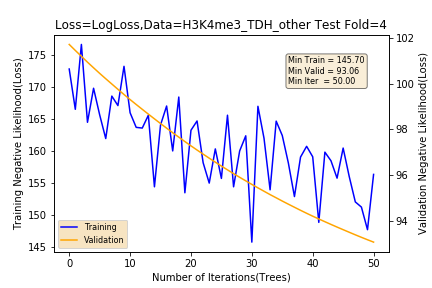 Loss=LogLoss,Data=H3K4me3_TDH_other Test Fold=4
Training Negative Likelihood(Loss)
175
170
165
160
155
150
145
Min Train = 145.70
Min Valid = 93.06
Min Iter  = 50.00
Training
Validation
102
100
98
96
94
Validation Negative Likelihood(Loss)
0
10
20
30
40
50
Number of Iterations(Trees)